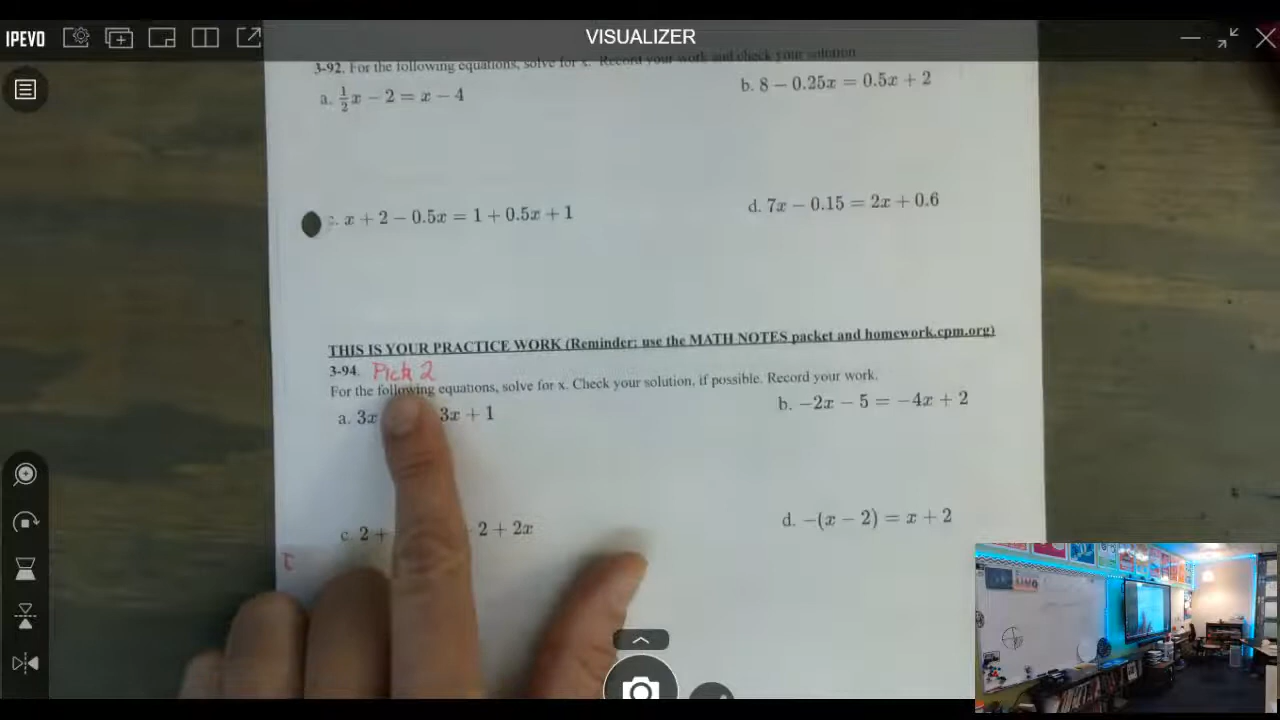 IPEVO
VISUALIZER
3-92. For the following equations, solve for x. Record your work and check your solution
a. \frac{1}{2}x − 2 = x − 4
b. 8 − 0.25x = 0.5x + 2
x + 2 − 0.5x = 1 + 0.5x + 1
d. 7x − 0.15 = 2x + 0.6
THIS IS YOUR PRACTICE WORK (Reminder: use the MATH NOTES packet and homework.cpm.org)
3-94. Pick 2
For the following equations, solve for x. Check your solution, if possible. Record your work.
a. 3x 3x + 1
b. −2x − 5 = −4x + 2
c. 2 + 2 + 2x
d. −(x − 2) = x + 2